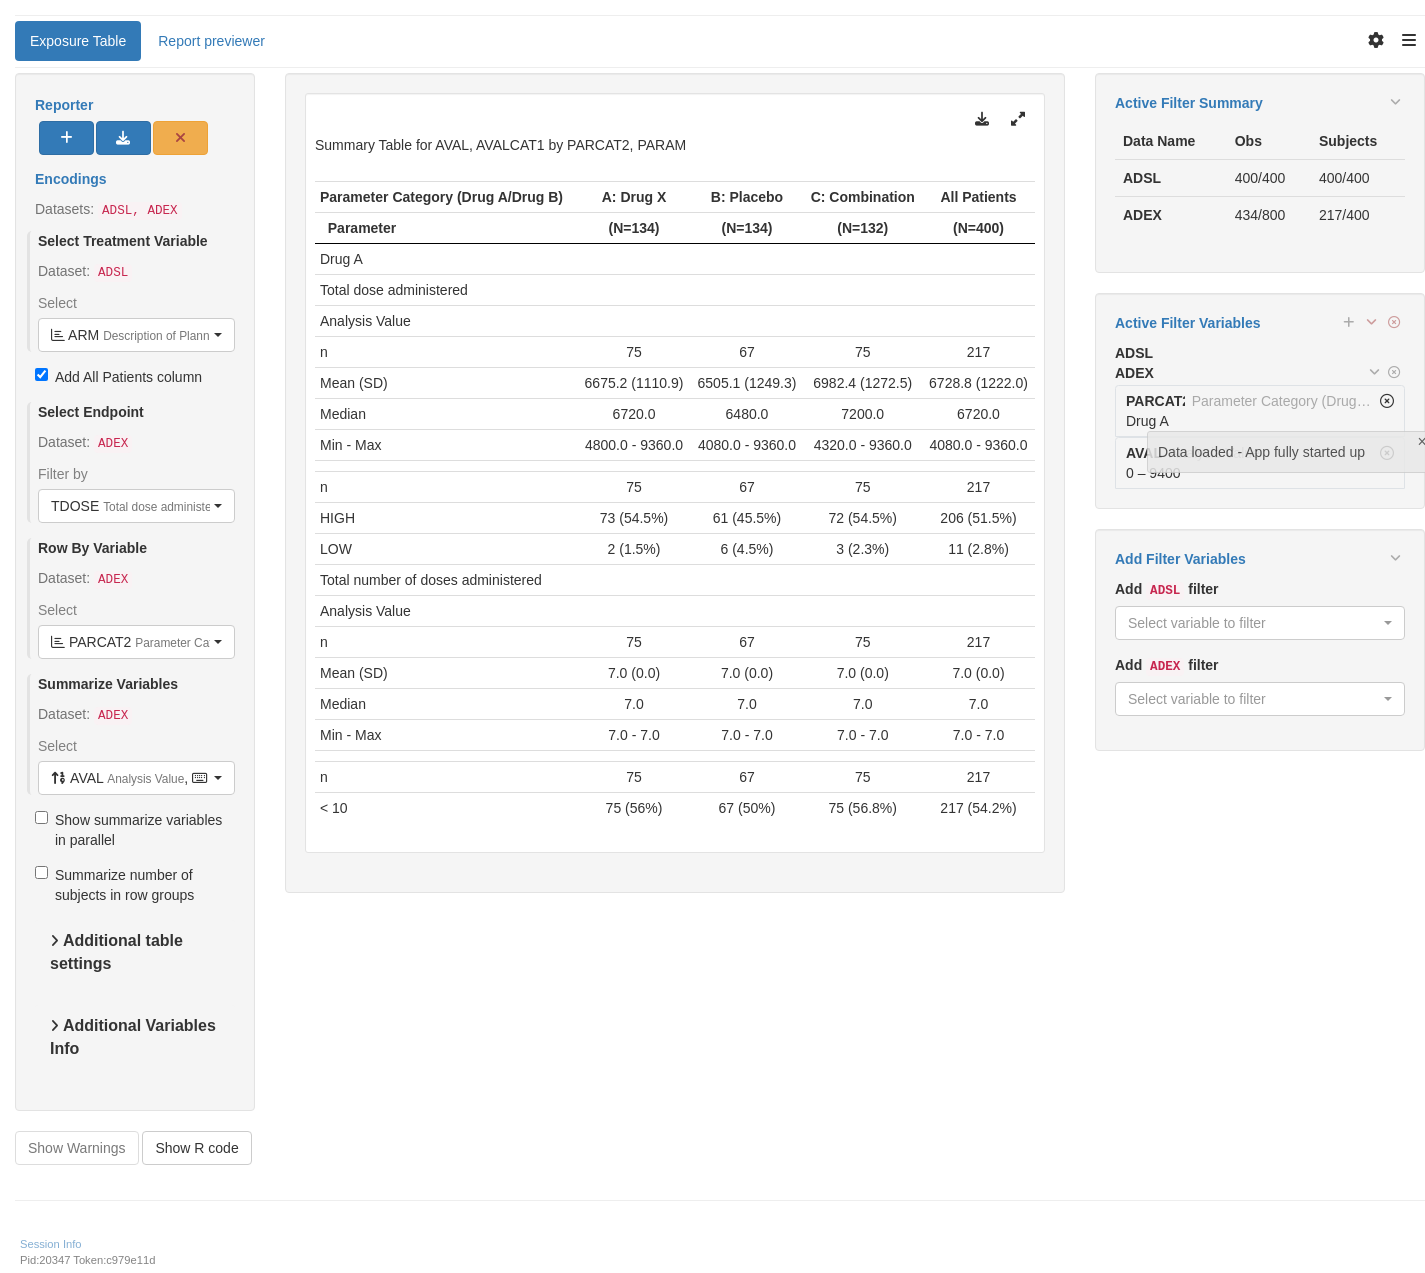 Exposure Table
Report previewer
Reporter
Encodings
Datasets: ADSL, ADEX
Select Treatment Variable
Dataset: ADSL
Select
ARM Description of Plann
Add All Patients column
Select Endpoint
Dataset: ADEX
Filter by
TDOSE Total dose administe
Row By Variable
Dataset: ADEX
Select
PARCAT2 Parameter Ca
Summarize Variables
Dataset: ADEX
Select
AVAL Analysis Value,
Show summarize variables
in parallel
Summarize number of
subjects in row groups
Additional table
settings
Additional Variables
Info
Show Warnings
Show R code
Summary Table for AVAL, AVALCAT1 by PARCAT2, PARAM
Parameter Category (Drug A/Drug B) A: Drug X B: Placebo C: Combination All Patients
Parameter (N=134) (N=134) (N=132) (N=400)
Drug A
Total dose administered
Analysis Value
n 75 67 75 217
Mean (SD) 6675.2 (1110.9) 6505.1 (1249.3) 6982.4 (1272.5) 6728.8 (1222.0)
Median 6720.0 6480.0 7200.0 6720.0
Min - Max 4800.0 - 9360.0 4080.0 - 9360.0 4320.0 - 9360.0 4080.0 - 9360.0
n 75 67 75 217
HIGH 73 (54.5%) 61 (45.5%) 72 (54.5%) 206 (51.5%)
LOW 2 (1.5%) 6 (4.5%) 3 (2.3%) 11 (2.8%)
Total number of doses administered
Analysis Value
n 75 67 75 217
Mean (SD) 7.0 (0.0) 7.0 (0.0) 7.0 (0.0) 7.0 (0.0)
Median 7.0 7.0 7.0 7.0
Min - Max 7.0 - 7.0 7.0 - 7.0 7.0 - 7.0 7.0 - 7.0
n 75 67 75 217
< 10 75 (56%) 67 (50%) 75 (56.8%) 217 (54.2%)
Active Filter Summary
Data Name Obs Subjects
ADSL 400/400 400/400
ADEX 434/800 217/400
Active Filter Variables
ADSL
ADEX
PARCAT2 Parameter Category (Drug…
Drug A
Data loaded - App fully started up
0 – 9400
Add Filter Variables
Add ADSL filter
Select variable to filter
Add ADEX filter
Select variable to filter
Session Info
Pid:20347 Token:c979e11d